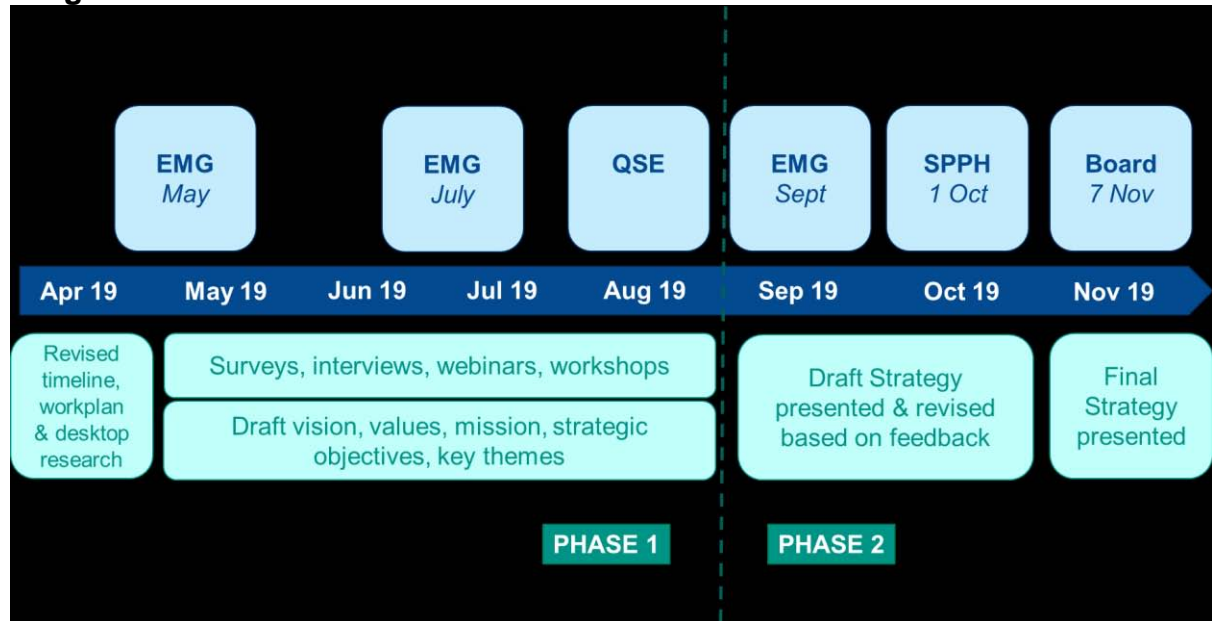 EMG
May
EMG
July
QSE
EMG
Sept
SPPH
1 Oct
Board
7 Nov
Apr 19
May 19
Jun 19
Jul 19
Aug 19
Sep 19
Oct 19
Nov 19
Revised
timeline,
workplan
& desktop
research
Surveys, interviews, webinars, workshops
Draft vision, values, mission, strategic
objectives, key themes
Draft Strategy
presented & revised
based on feedback
Final
Strategy
presented
PHASE 1
PHASE 2